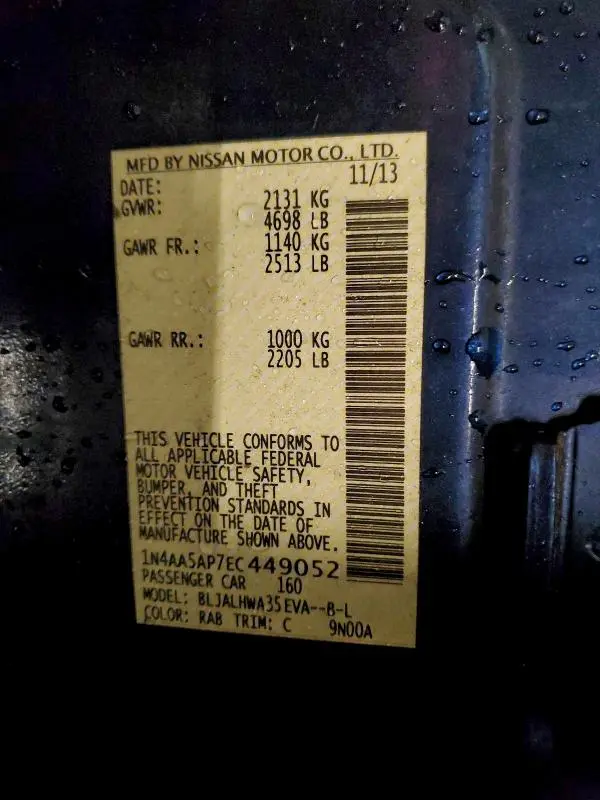 MFD BY NISSAN MOTOR CO., LTD.
DATE: 11/13
GVWR: 2131 KG
4698 LB
GAWR FR.: 1140 KG
2513 LB
GAWR RR.: 1000 KG
2205 LB
THIS VEHICLE CONFORMS TO
ALL APPLICABLE FEDERAL
MOTOR VEHICLE SAFETY,
BUMPER, AND THEFT
PREVENTION STANDARDS IN
EFFECT ON THE DATE OF
MANUFACTURE SHOWN ABOVE.
1N4AA5AP7EC449052
PASSENGER CAR 160
MODEL: BLJALHWA35EVA--B-L
COLOR: RAB TRIM: C 9N00A